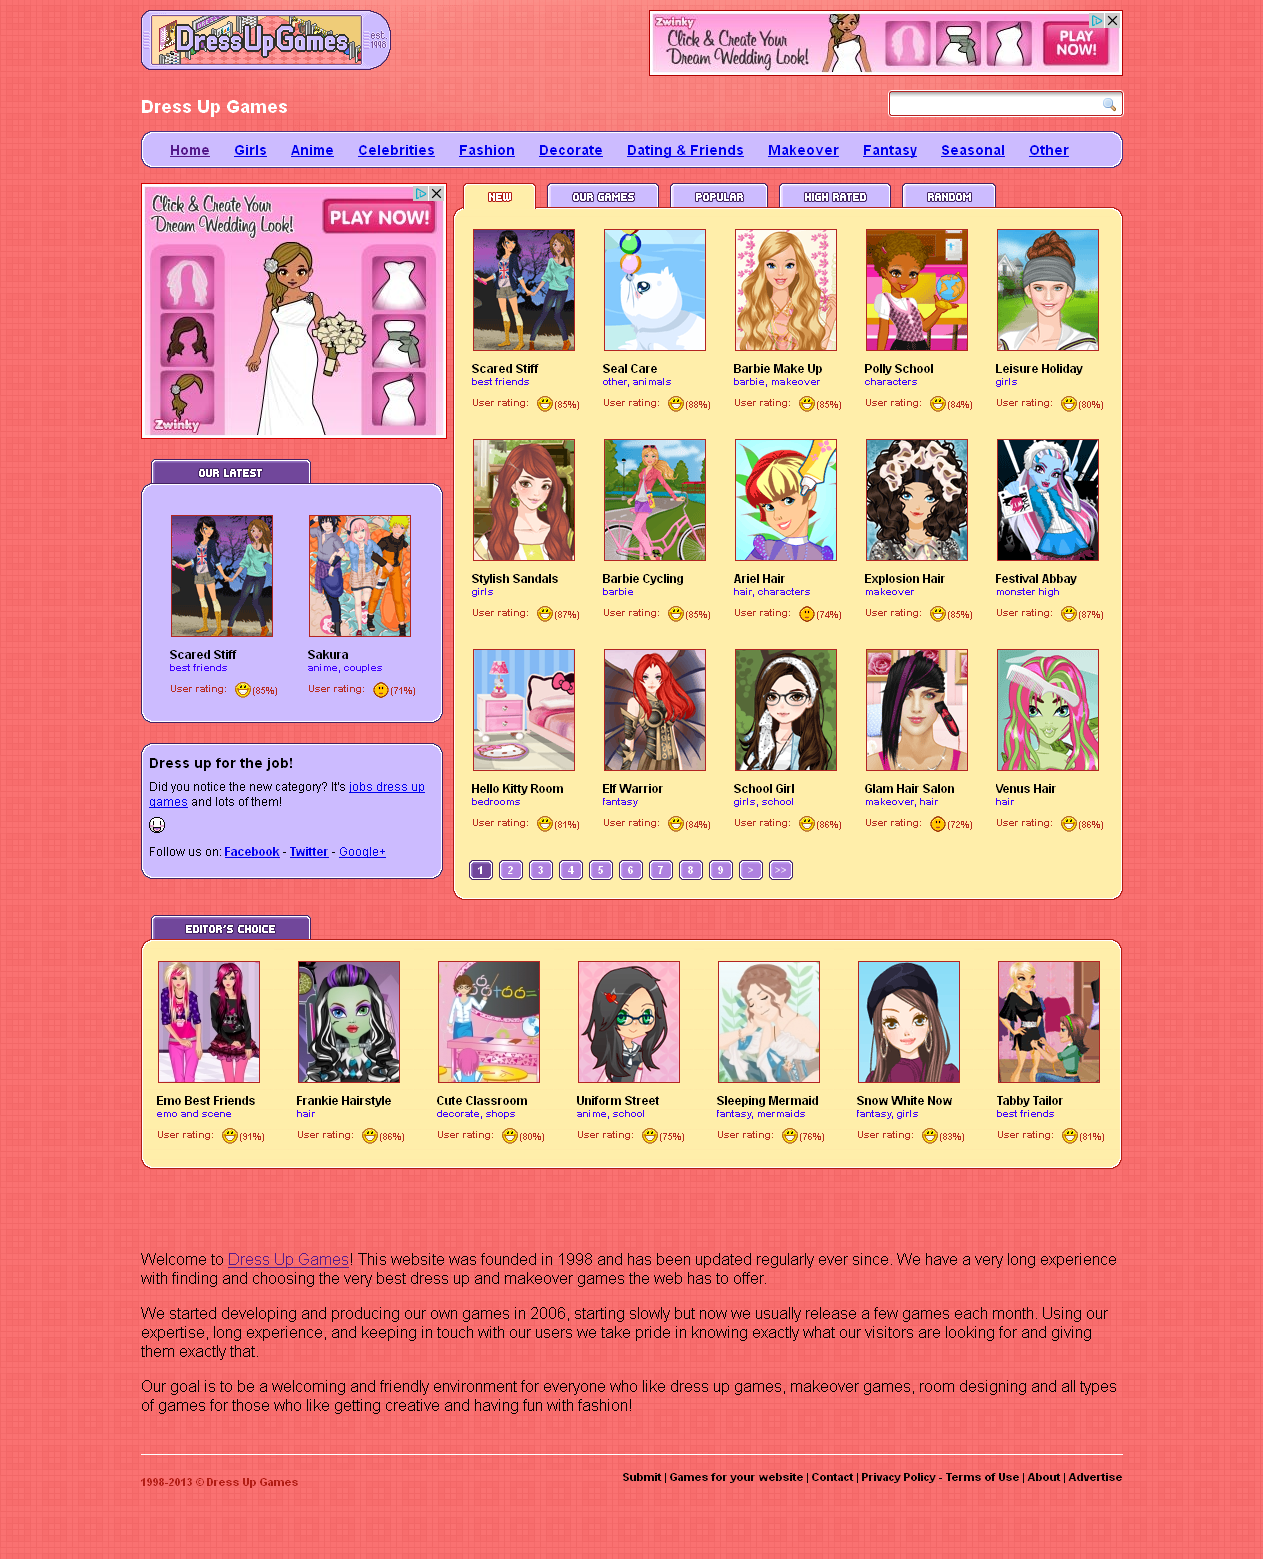 DressUpGames
est.
1998
Zwinky
Click & Create Your
Dream Wedding Look!
PLAY
NOW!
Dress Up Games
Home Girls Anime Celebrities Fashion Decorate Dating & Friends Makeover Fantasy Seasonal Other
Click & Create Your
Dream Wedding Look!
PLAY NOW!
Zwinky
NEW OUR GAMES POPULAR HIGH RATED RANDOM
Scared Stiff Seal Care Barbie Make Up Polly School Leisure Holiday
best friends other, animals barbie, makeover characters girls
User rating: (85%) User rating: (88%) User rating: (85%) User rating: (84%) User rating: (80%)
Stylish Sandals Barbie Cycling Ariel Hair Explosion Hair Festival Abbay
girls barbie hair, characters makeover monster high
User rating: (87%) User rating: (85%) User rating: (74%) User rating: (85%) User rating: (87%)
Hello Kitty Room Elf Warrior School Girl Glam Hair Salon Venus Hair
bedrooms fantasy girls, school makeover, hair hair
User rating: (81%) User rating: (84%) User rating: (86%) User rating: (72%) User rating: (86%)
1 2 3 4 5 6 7 8 9 > >>
OUR LATEST
Scared Stiff Sakura
best friends anime, couples
User rating: (85%) User rating: (71%)
Dress up for the job!
Did you notice the new category? It's jobs dress up
games and lots of them!
Follow us on: Facebook - Twitter - Google+
EDITOR'S CHOICE
Emo Best Friends Frankie Hairstyle Cute Classroom Uniform Street Sleeping Mermaid Snow White Now Tabby Tailor
emo and scene hair decorate, shops anime, school fantasy, mermaids fantasy, girls best friends
User rating: (91%) User rating: (86%) User rating: (80%) User rating: (75%) User rating: (76%) User rating: (83%) User rating: (81%)
Welcome to Dress Up Games! This website was founded in 1998 and has been updated regularly ever since. We have a very long experience
with finding and choosing the very best dress up and makeover games the web has to offer.
We started developing and producing our own games in 2006, starting slowly but now we usually release a few games each month. Using our
expertise, long experience, and keeping in touch with our users we take pride in knowing exactly what our visitors are looking for and giving
them exactly that.
Our goal is to be a welcoming and friendly environment for everyone who like dress up games, makeover games, room designing and all types
of games for those who like getting creative and having fun with fashion!
1998-2013 © Dress Up Games
Submit | Games for your website | Contact | Privacy Policy - Terms of Use | About | Advertise